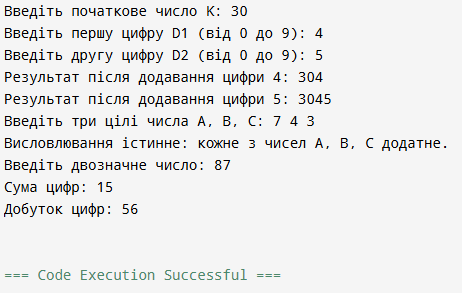 Введіть початкове число K: 30
Введіть першу цифру D1 (від 0 до 9): 4
Введіть другу цифру D2 (від 0 до 9): 5
Результат після додавання цифри 4: 304
Результат після додавання цифри 5: 3045
Введіть три цілі числа A, B, C: 7 4 3
Висловлювання істинне: кожне з чисел A, B, C додатне.
Введіть двозначне число: 87
Сума цифр: 15
Добуток цифр: 56
=== Code Execution Successful ===